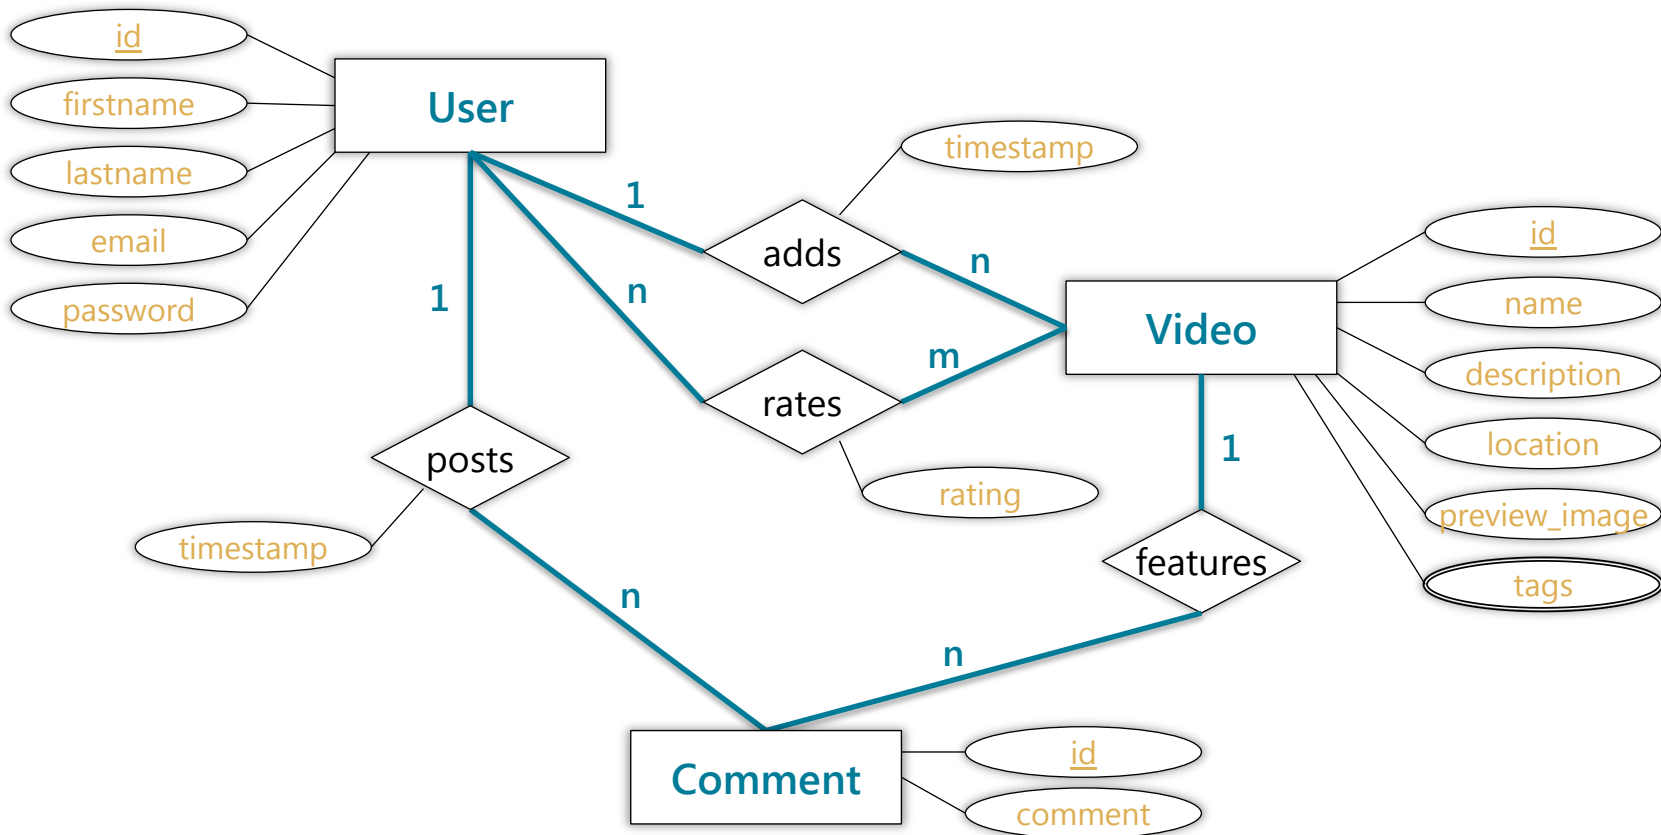 id
firstname
lastname
email
password
User
timestamp
1
adds
n
n
m
rates
rating
1
posts
timestamp
n
Video
id
name
description
location
preview_image
tags
1
features
n
Comment
id
comment